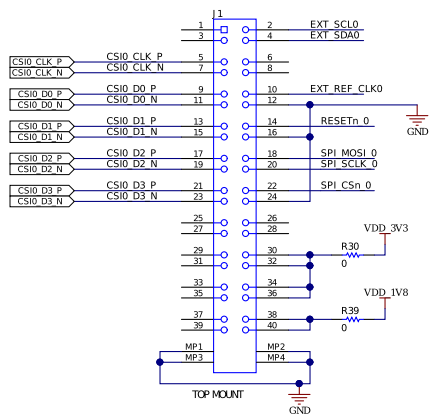 J1
1 2 EXT_SCL0
3 4 EXT_SDA0
CSI0_CLK_P CSI0_CLK_P 5 6
CSI0_CLK_N CSI0_CLK_N 7 8
CSI0_D0_P CSI0_D0_P 9 10 EXT_REF_CLK0
CSI0_D0_N CSI0_D0_N 11 12
GND
CSI0_D1_P CSI0_D1_P 13 14 RESETn_0
CSI0_D1_N CSI0_D1_N 15 16
CSI0_D2_P CSI0_D2_P 17 18 SPI_MOSI_0
CSI0_D2_N CSI0_D2_N 19 20 SPI_SCLK_0
CSI0_D3_P CSI0_D3_P 21 22 SPI_CSn_0
CSI0_D3_N CSI0_D3_N 23 24
25 26
27 28
VDD_3V3
29 30 R30
31 32 0
33 34
VDD_1V8
35 36
37 38 R39
39 40 0
MP1 MP2
MP3 MP4
TOP MOUNT
GND